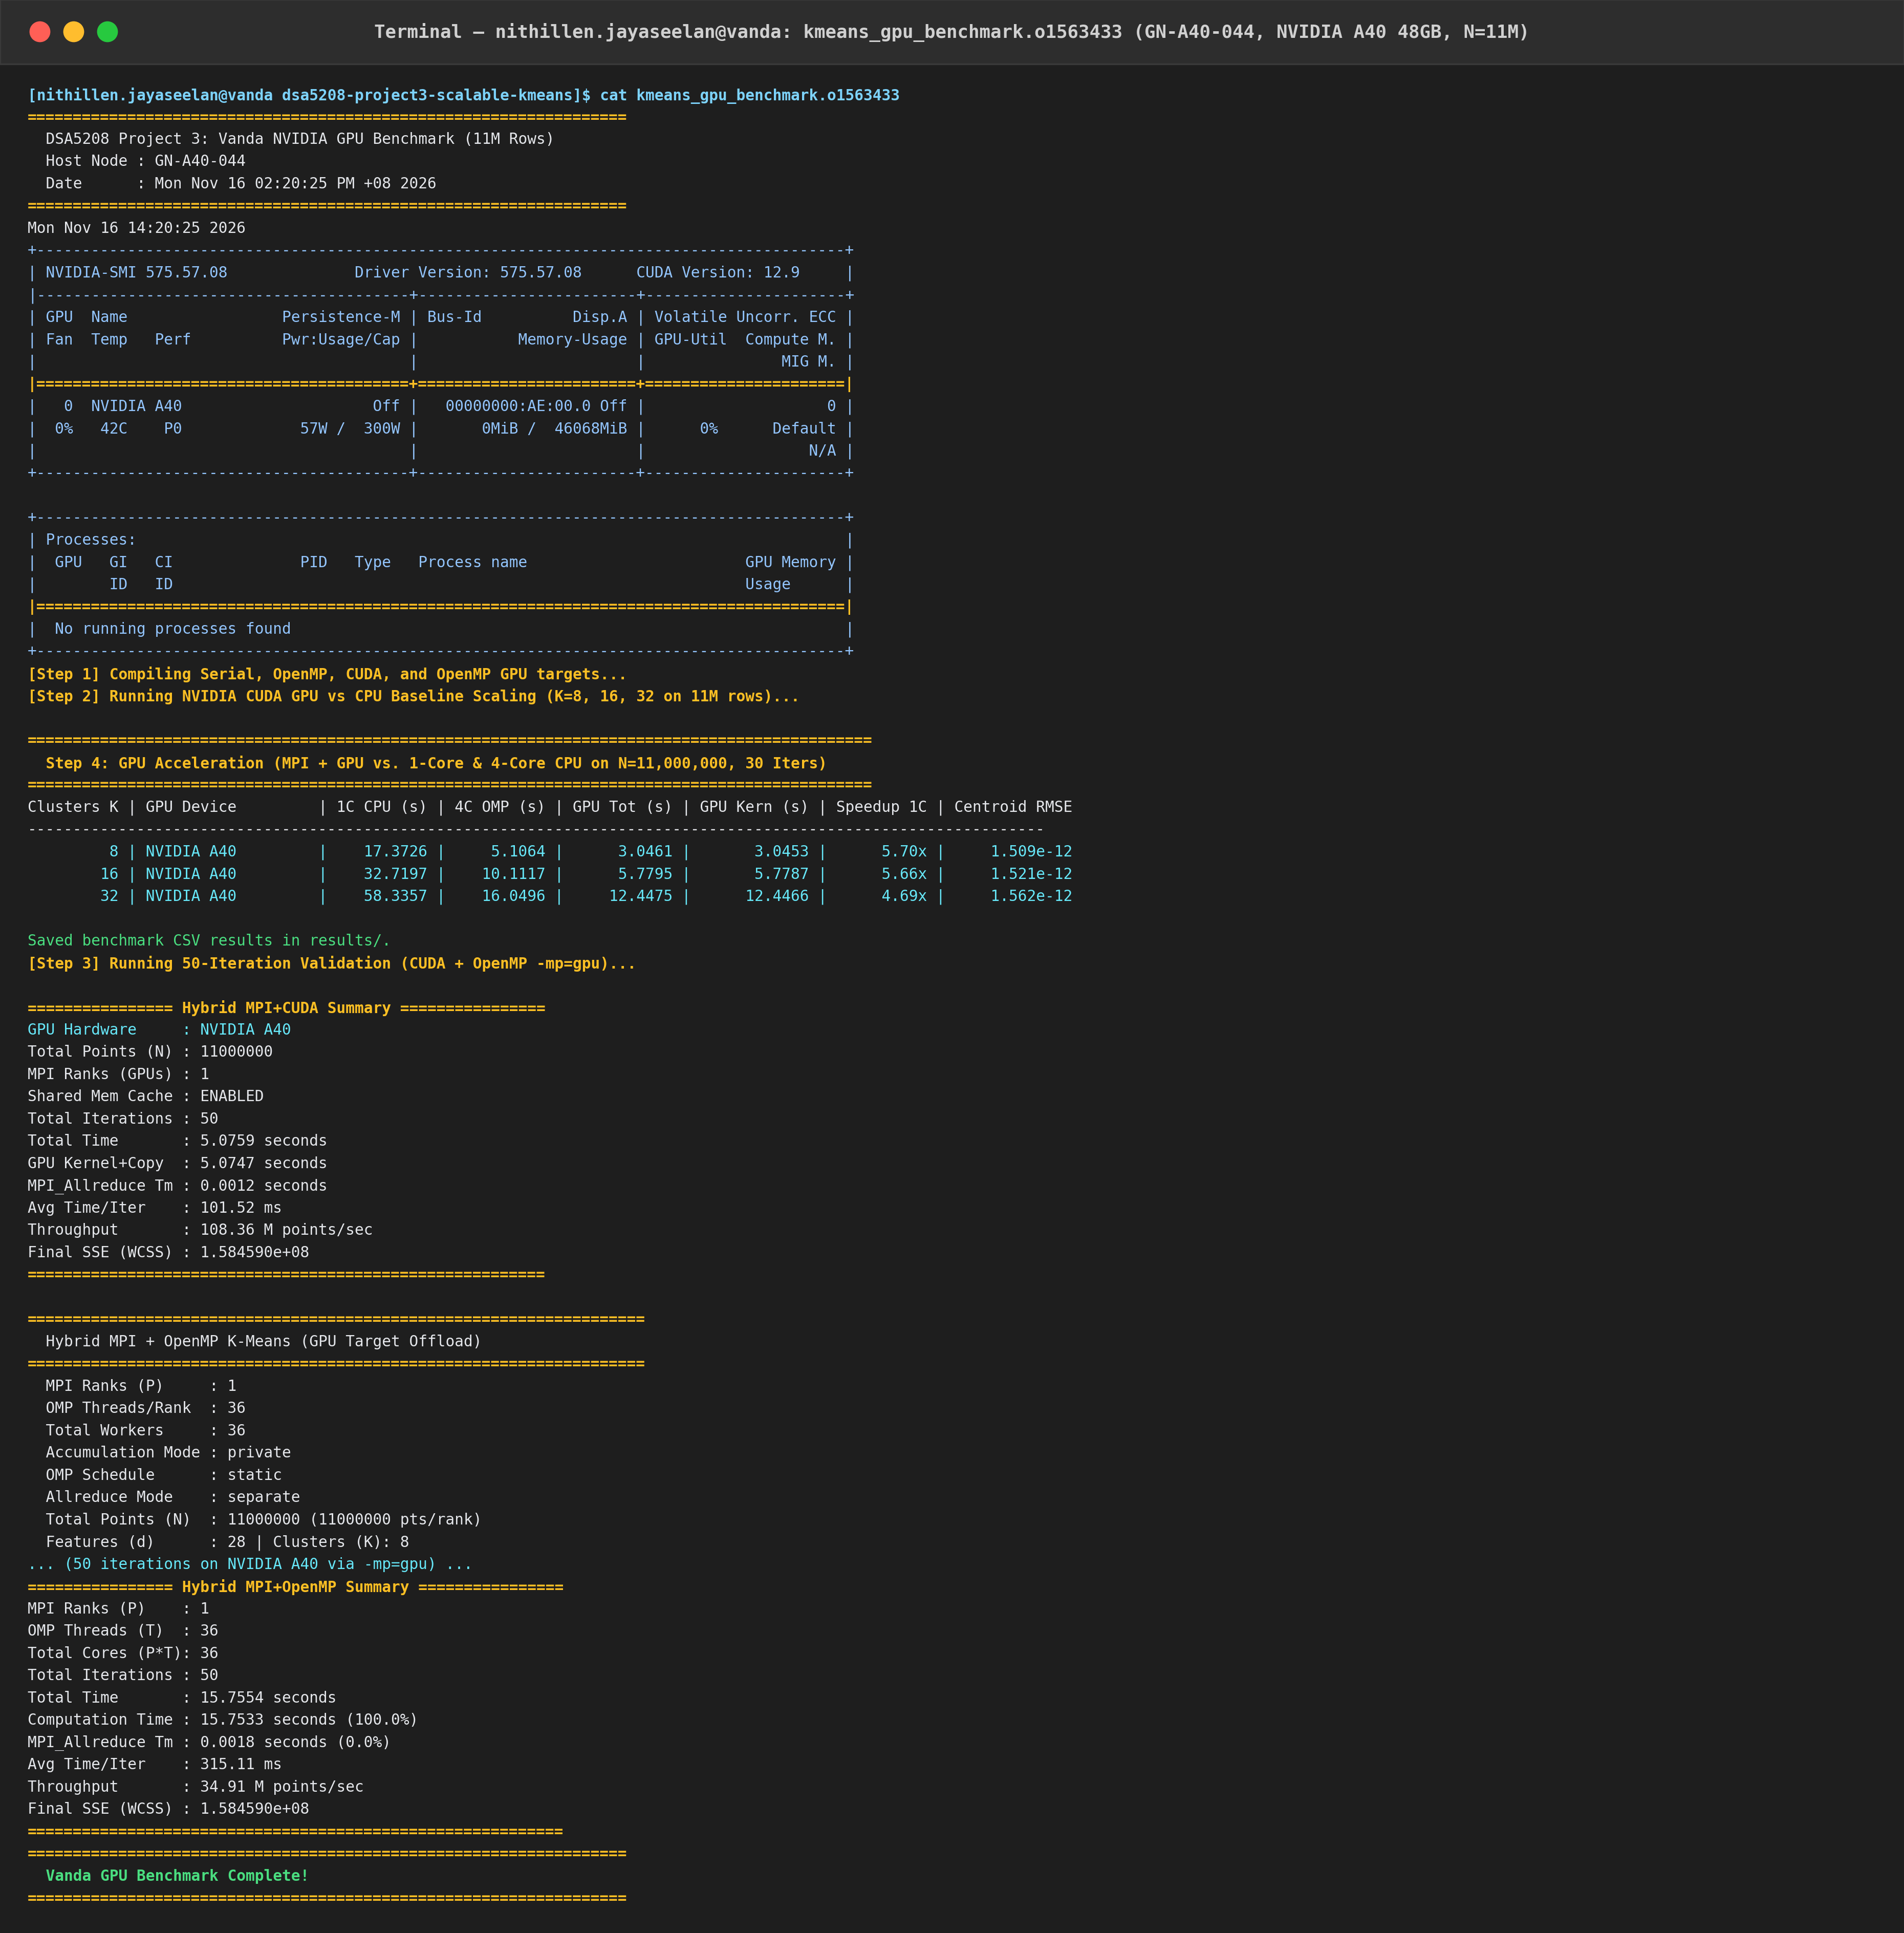 Terminal — nithillen.jayaseelan@vanda: kmeans_gpu_benchmark.o1563433 (GN-A40-044, NVIDIA A40 48GB, N=11M)
[nithillen.jayaseelan@vanda dsa5208-project3-scalable-kmeans]$ cat kmeans_gpu_benchmark.o1563433
==================================================================
  DSA5208 Project 3: Vanda NVIDIA GPU Benchmark (11M Rows)
  Host Node : GN-A40-044
  Date      : Mon Nov 16 02:20:25 PM +08 2026
==================================================================
Mon Nov 16 14:20:25 2026
+-----------------------------------------------------------------------------------------+
| NVIDIA-SMI 575.57.08              Driver Version: 575.57.08      CUDA Version: 12.9     |
|-----------------------------------------+------------------------+----------------------+
| GPU  Name                 Persistence-M | Bus-Id          Disp.A | Volatile Uncorr. ECC |
| Fan  Temp   Perf          Pwr:Usage/Cap |           Memory-Usage | GPU-Util  Compute M. |
|                                         |                        |               MIG M. |
|=========================================+========================+======================|
|   0  NVIDIA A40                     Off |   00000000:AE:00.0 Off |                    0 |
|  0%   42C    P0             57W /  300W |       0MiB /  46068MiB |      0%      Default |
|                                         |                        |                  N/A |
+-----------------------------------------+------------------------+----------------------+
+-----------------------------------------------------------------------------------------+
| Processes:                                                                              |
|  GPU   GI   CI              PID   Type   Process name                        GPU Memory |
|        ID   ID                                                               Usage      |
|=========================================================================================|
|  No running processes found                                                             |
+-----------------------------------------------------------------------------------------+
[Step 1] Compiling Serial, OpenMP, CUDA, and OpenMP GPU targets...
[Step 2] Running NVIDIA CUDA GPU vs CPU Baseline Scaling (K=8, 16, 32 on 11M rows)...
=============================================================================================
  Step 4: GPU Acceleration (MPI + GPU vs. 1-Core & 4-Core CPU on N=11,000,000, 30 Iters)
=============================================================================================
Clusters K | GPU Device         | 1C CPU (s) | 4C OMP (s) | GPU Tot (s) | GPU Kern (s) | Speedup 1C | Centroid RMSE
----------------------------------------------------------------------------------------------------------------
         8 | NVIDIA A40         |    17.3726 |     5.1064 |      3.0461 |       3.0453 |      5.70x |     1.509e-12
        16 | NVIDIA A40         |    32.7197 |    10.1117 |      5.7795 |       5.7787 |      5.66x |     1.521e-12
        32 | NVIDIA A40         |    58.3357 |    16.0496 |     12.4475 |      12.4466 |      4.69x |     1.562e-12
Saved benchmark CSV results in results/.
[Step 3] Running 50-Iteration Validation (CUDA + OpenMP -mp=gpu)...
================ Hybrid MPI+CUDA Summary ================
GPU Hardware     : NVIDIA A40
Total Points (N) : 11000000
MPI Ranks (GPUs) : 1
Shared Mem Cache : ENABLED
Total Iterations : 50
Total Time       : 5.0759 seconds
GPU Kernel+Copy  : 5.0747 seconds
MPI_Allreduce Tm : 0.0012 seconds
Avg Time/Iter    : 101.52 ms
Throughput       : 108.36 M points/sec
Final SSE (WCSS) : 1.584590e+08
=========================================================
====================================================================
  Hybrid MPI + OpenMP K-Means (GPU Target Offload)
====================================================================
  MPI Ranks (P)     : 1
  OMP Threads/Rank  : 36
  Total Workers     : 36
  Accumulation Mode : private
  OMP Schedule      : static
  Allreduce Mode    : separate
  Total Points (N)  : 11000000 (11000000 pts/rank)
  Features (d)      : 28 | Clusters (K): 8
... (50 iterations on NVIDIA A40 via -mp=gpu) ...
================ Hybrid MPI+OpenMP Summary ================
MPI Ranks (P)    : 1
OMP Threads (T)  : 36
Total Cores (P*T): 36
Total Iterations : 50
Total Time       : 15.7554 seconds
Computation Time : 15.7533 seconds (100.0%)
MPI_Allreduce Tm : 0.0018 seconds (0.0%)
Avg Time/Iter    : 315.11 ms
Throughput       : 34.91 M points/sec
Final SSE (WCSS) : 1.584590e+08
===========================================================
==================================================================
  Vanda GPU Benchmark Complete!
==================================================================